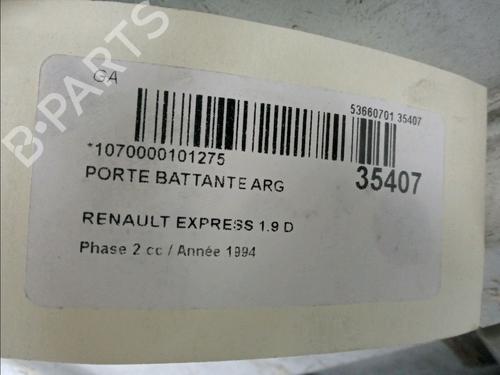 GA
53660701 35407
*1070000101275
PORTE BATTANTE ARG
35407
RENAULT EXPRESS 1.9 D
Phase 2 cc / Année 1994
B-PARTS